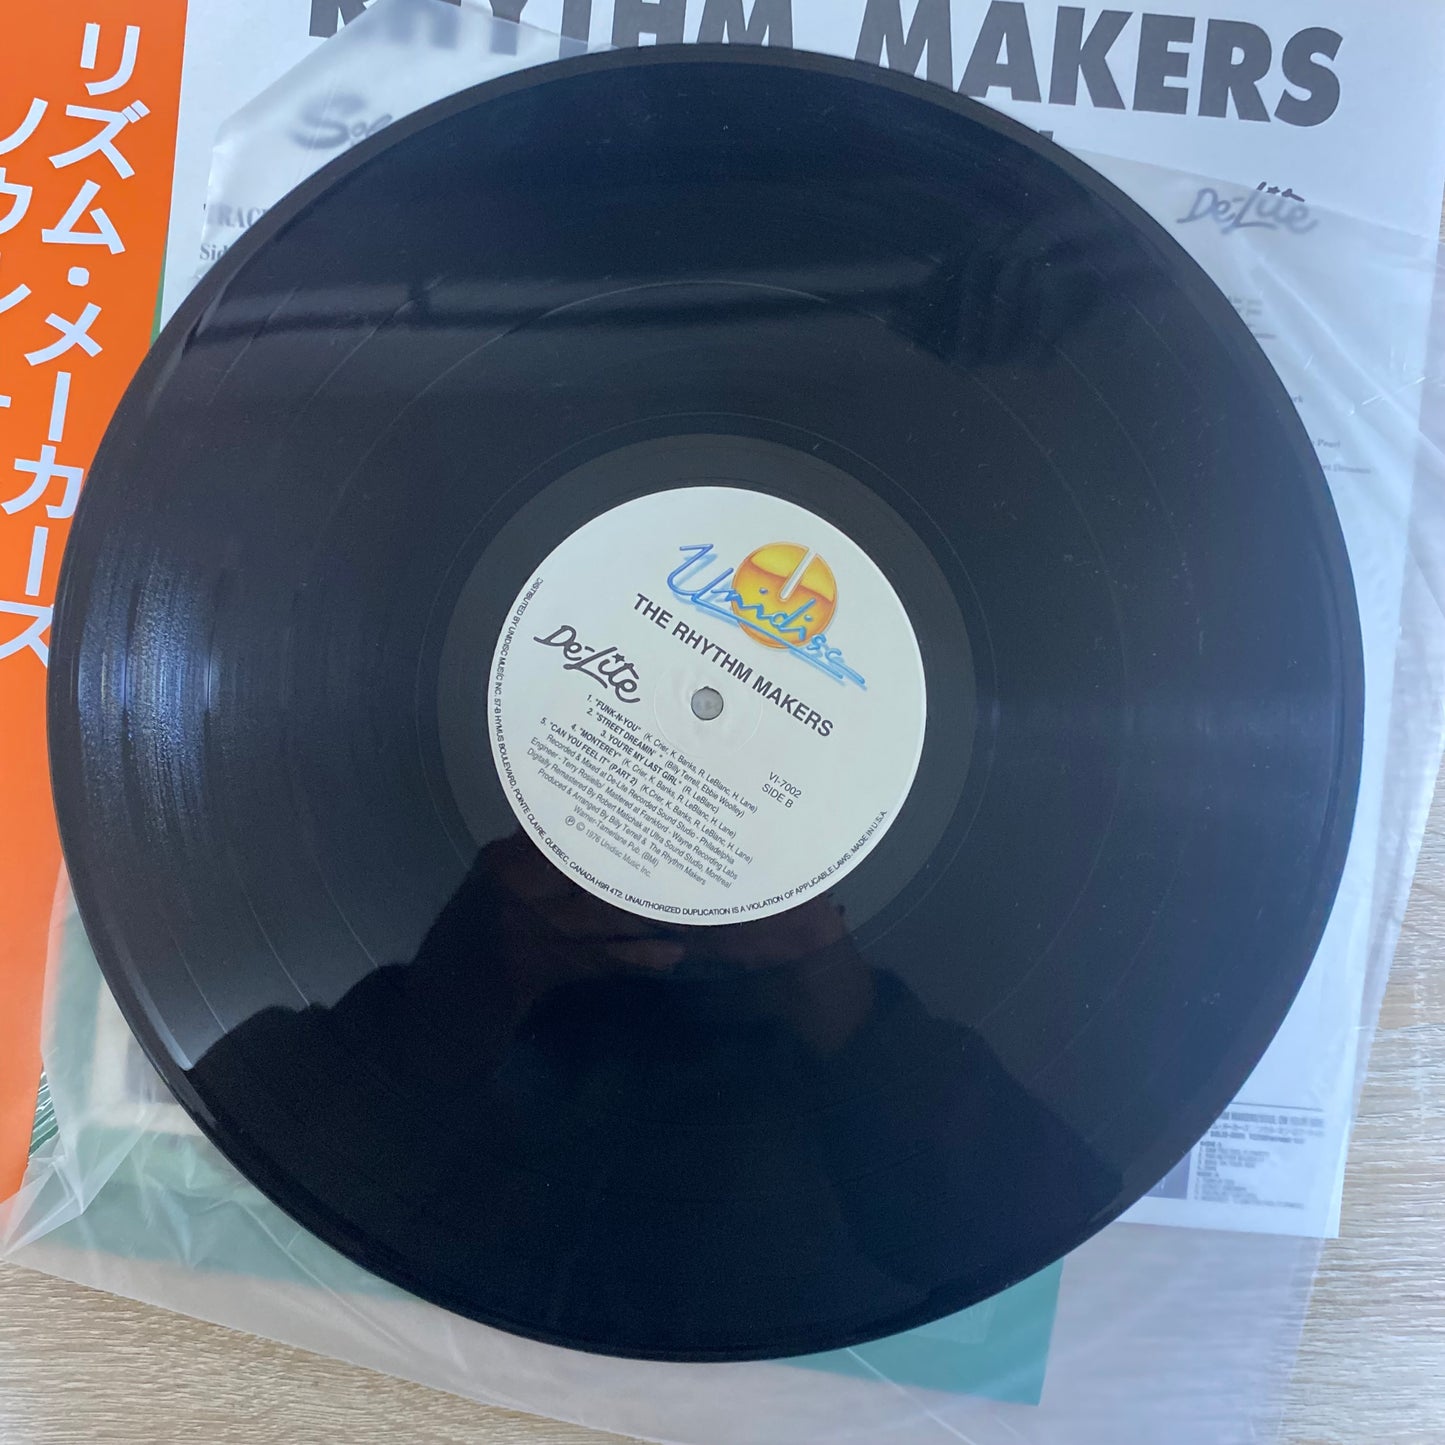 RHYTHM MAKERS
リズム・メーカーズ
De-Lite
Unidisc
THE RHYTHM MAKERS
De-Lite
VI-7002
SIDE B
1. "FUNK-N-YOU" (K. Crier, K. Banks, R. LeBlanc, H. Lane)
2. "STREET DREAMIN' " (Billy Terrell, Ebbie Woolley)
3. YOU'RE MY LAST GIRL " (R. LeBlanc)
4. "MONTEREY" (K. Crier, K. Banks, R. LeBlanc, H. Lane)
5. "CAN YOU FEEL IT" (PART 2) (K.Crier, K. Banks, R. LeBlanc, H. Lane)
Recorded & Mixed at De-Lite Recorded Sound Studio - Philadelphia
Engineer - Terry Rosiello/ Mastered at Frankford - Wayne Recording Labs
Digitally Remastered by Robert Matichak at Ultra Sound Studio, Montreal
Produced & Arranged by Billy Terrell & The Rhythm Makers
Warner-Tamerlane Pub. (BMI)
Ⓟ © 1976 Unidisc Music Inc.
DISTRIBUTED BY UNIDISC MUSIC INC. 57-B HYMUS BOULEVARD, POINTE CLAIRE, QUEBEC, CANADA H9R 4T2. UNAUTHORIZED DUPLICATION IS A VIOLATION OF APPLICABLE LAWS. MADE IN U.S.A.